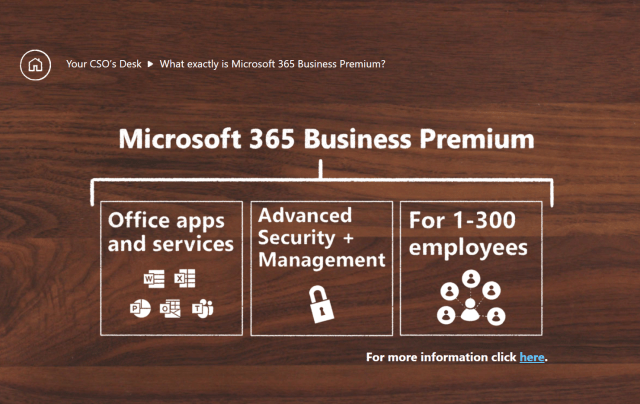 Your CSO's Desk ▶ What exactly is Microsoft 365 Business Premium?
Microsoft 365 Business Premium
Office apps
and services
W X
P O T
Advanced
Security +
Management
For 1-300
employees
For more information click here.